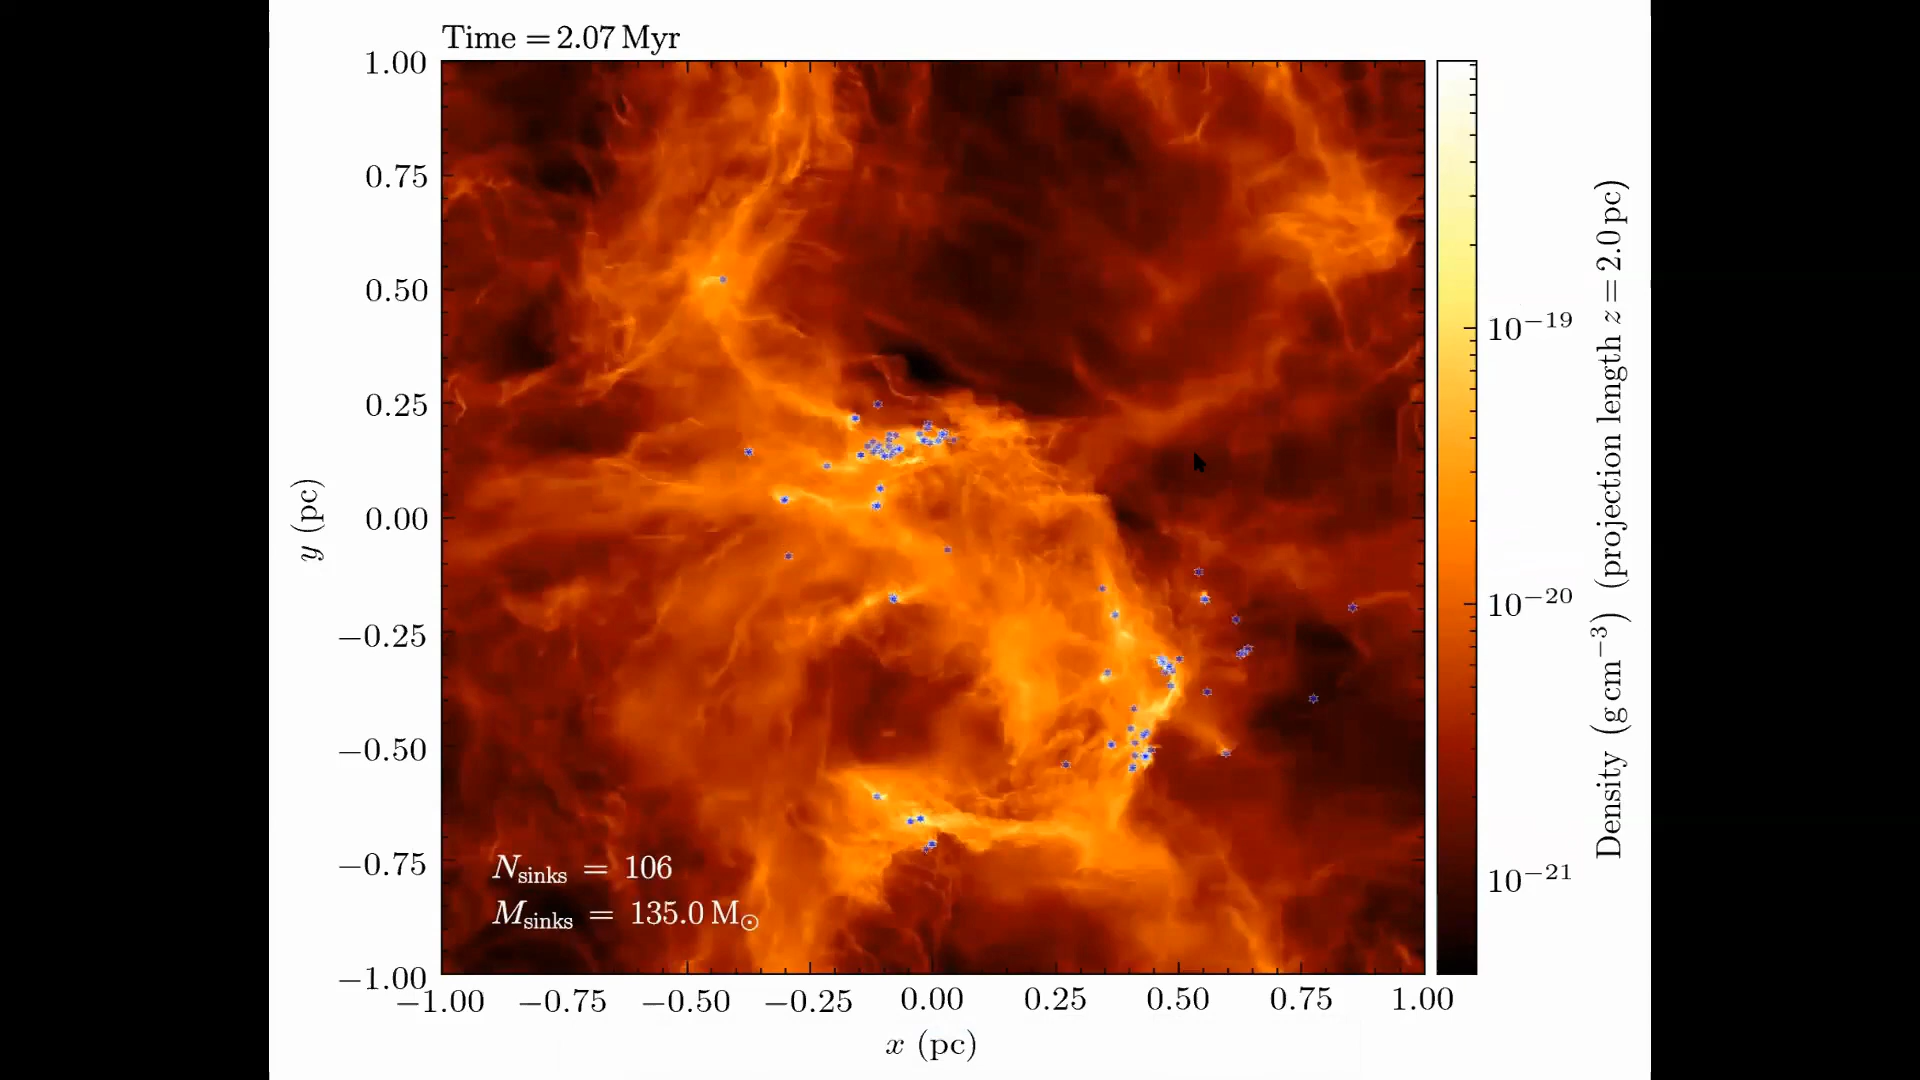 Time = 2.07 Myr
1.00
0.75
0.50
0.25
0.00
−0.25
−0.50
−0.75
−1.00
y (pc)
−1.00 −0.75 −0.50 −0.25 0.00 0.25 0.50 0.75 1.00
x (pc)
N_sinks = 106
M_sinks = 135.0 M_⊙
10^−19
10^−20
10^−21
Density (g cm^−3) (projection length z = 2.0 pc)